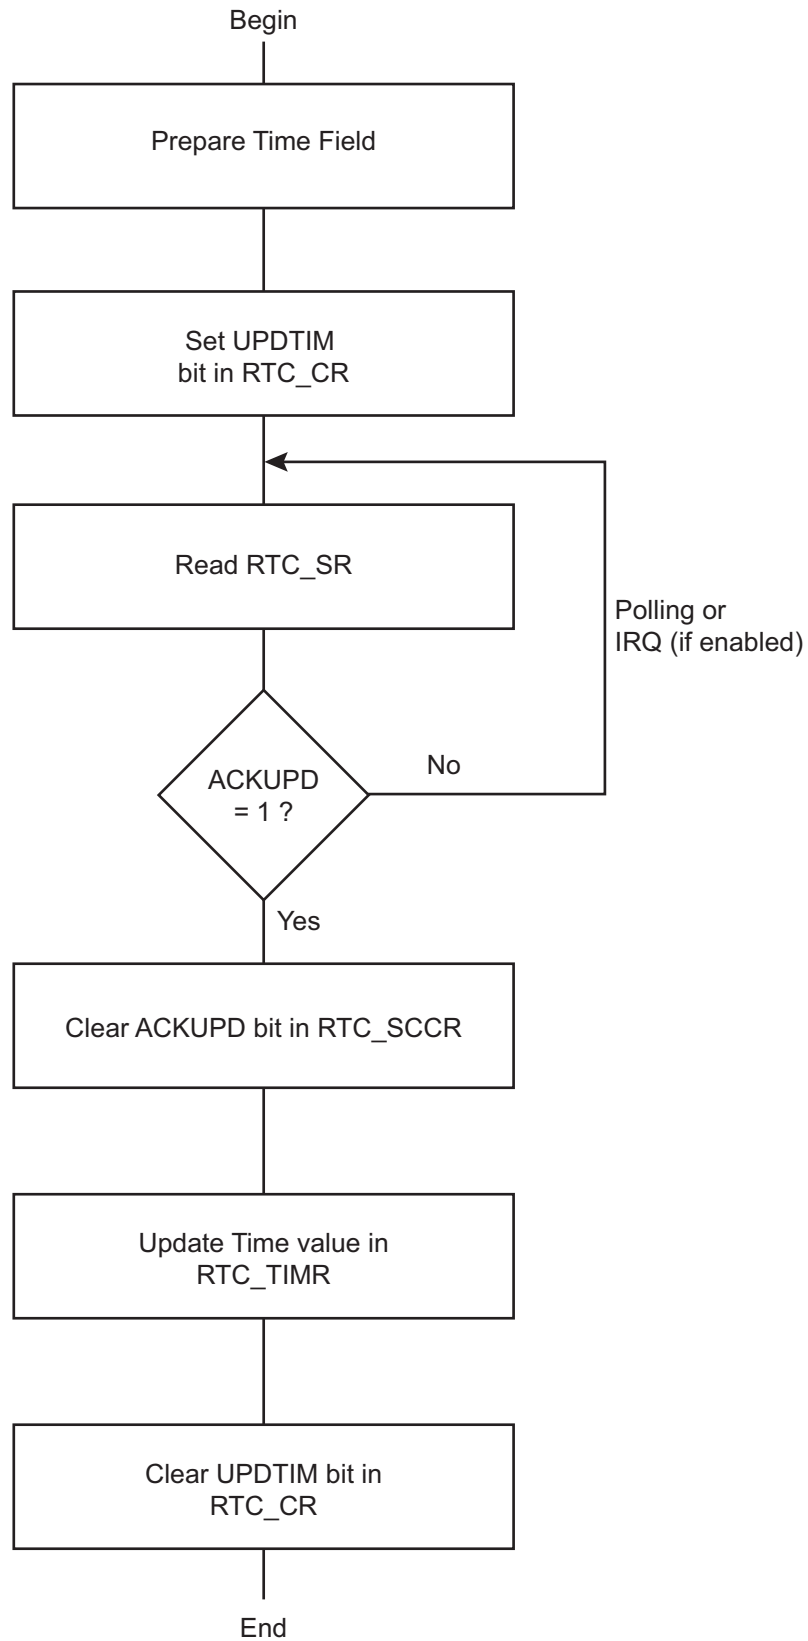 Begin
Prepare Time Field
Set UPDTIM
bit in RTC_CR
Read RTC_SR
Polling or
IRQ (if enabled)
ACKUPD
= 1 ?
No
Yes
Clear ACKUPD bit in RTC_SCCR
Update Time value in
RTC_TIMR
Clear UPDTIM bit in
RTC_CR
End